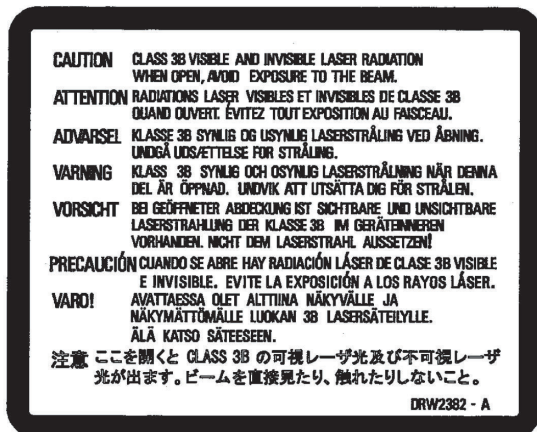 CAUTION CLASS 3B VISIBLE AND INVISIBLE LASER RADIATION
WHEN OPEN, AVOID EXPOSURE TO THE BEAM.
ATTENTION RADIATIONS LASER VISIBLES ET INVISIBLES DE CLASSE 3B
QUAND OUVERT. ÉVITEZ TOUT EXPOSITION AU FAISCEAU.
ADVARSEL KLASSE 3B SYNLIG OG USYNLIG LASERSTRÅLING VED ÅBNING.
UNDGÅ UDSÆTTELSE FOR STRÅLING.
VARNING KLASS 3B SYNLIG OCH OSYNLIG LASERSTRÅLNING NÄR DENNA
DEL ÄR ÖPPNAD. UNDVIK ATT UTSÄTTA DIG FÖR STRÅLEN.
VORSICHT BEI GEÖFFNETER ABDECKUNG IST SICHTBARE UND UNSICHTBARE
LASERSTRAHLUNG DER KLASSE 3B IM GERÄTEINNEREN
VORHANDEN. NICHT DEM LASERSTRAHL AUSSETZEN!
PRECAUCIÓN CUANDO SE ABRE HAY RADIACIÓN LÁSER DE CLASE 3B VISIBLE
E INVISIBLE. EVITE LA EXPOSICIÓN A LOS RAYOS LÁSER.
VARO! AVATTAESSA OLET ALTTIINA NÄKYVÄLLE JA
NÄKYMÄTTÖMÄLLE LUOKAN 3B LASERSÄTEILYLLE.
ÄLÄ KATSO SÄTEESEEN.
注意 ここを開くと CLASS 3B の可視レーザ光及び不可視レーザ
光が出ます。ビームを直接見たり、触れたりしないこと。
DRW2382 - A